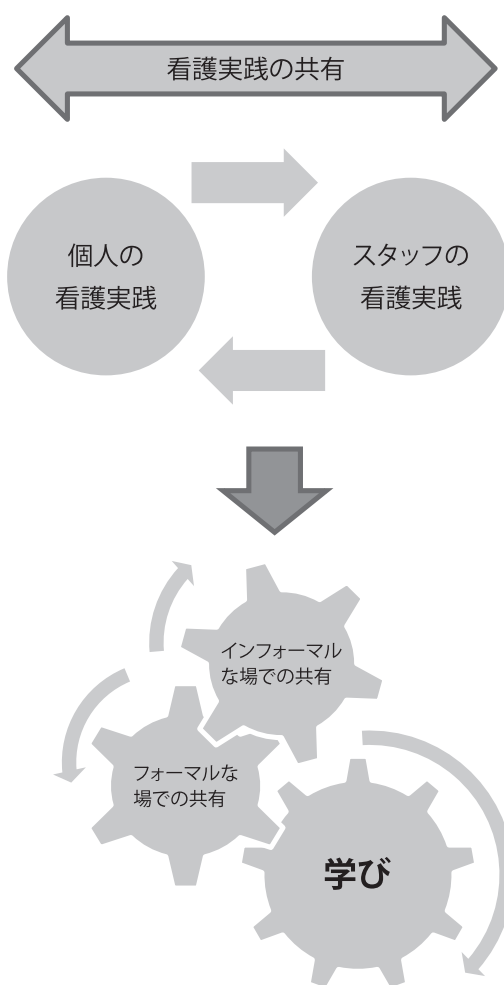 看護実践の共有
個人の
看護実践
スタッフの
看護実践
インフォーマル
な場での共有
フォーマルな
場での共有
学び